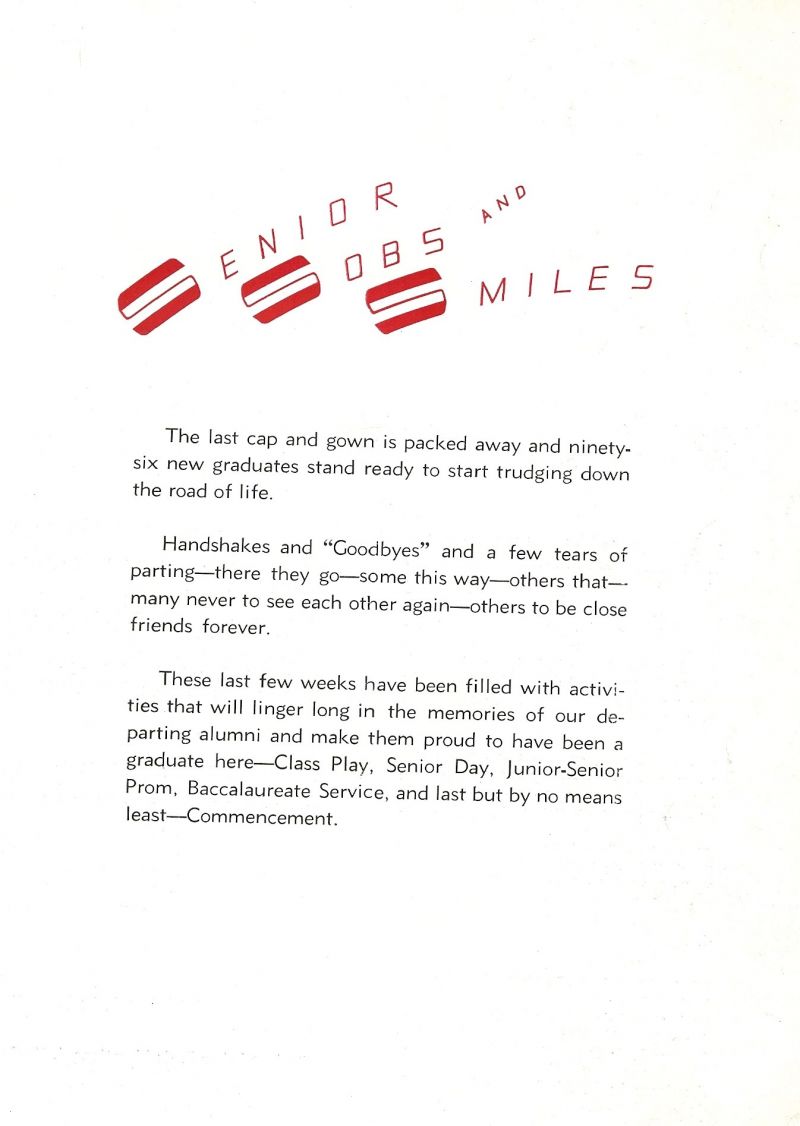 SENIOR
SOBS AND
SMILES
The last cap and gown is packed away and ninety-
six new graduates stand ready to start trudging down
the road of life.
Handshakes and “Goodbyes” and a few tears of
parting—there they go—some this way—others that—
many never to see each other again—others to be close
friends forever.
These last few weeks have been filled with activi-
ties that will linger long in the memories of our de-
parting alumni and make them proud to have been a
graduate here—Class Play, Senior Day, Junior-Senior
Prom, Baccalaureate Service, and last but by no means
least—Commencement.